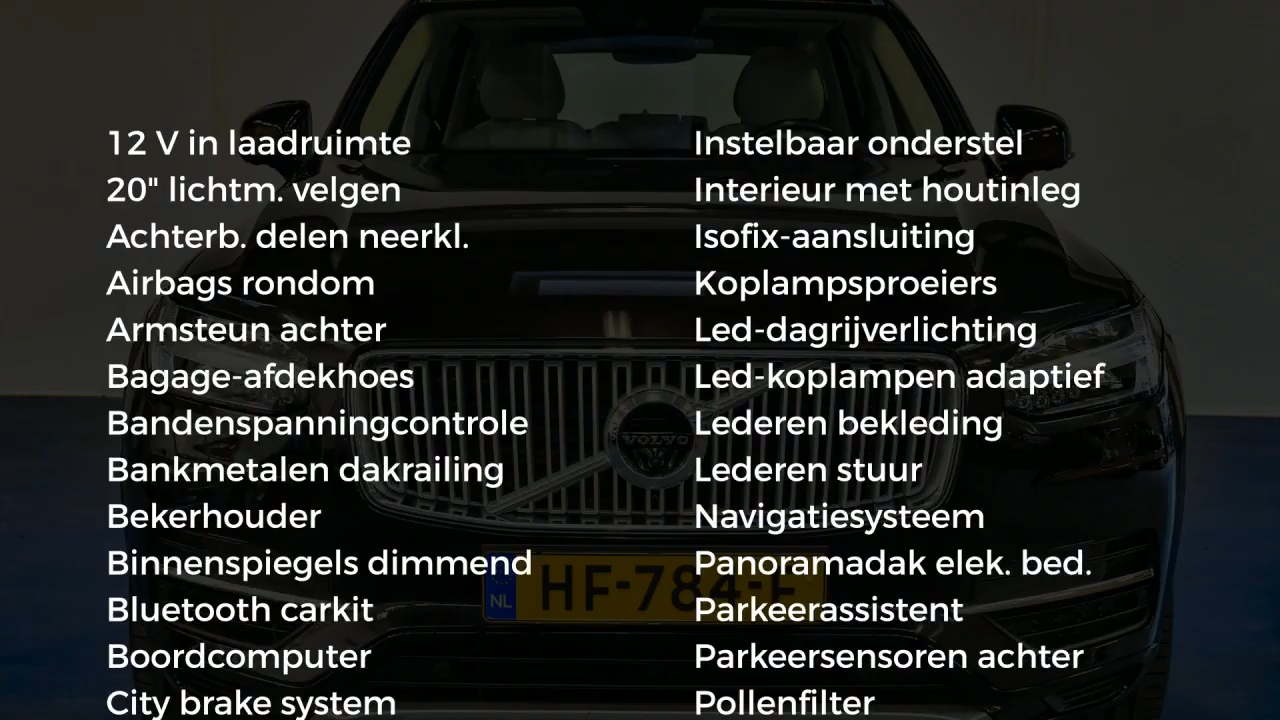 12 V in laadruimte
20" lichtm. velgen
Achterb. delen neerkl.
Airbags rondom
Armsteun achter
Bagage-afdekhoes
Bandenspanningcontrole
Bankmetalen dakrailing
Bekerhouder
Binnenspiegels dimmend
Bluetooth carkit
Boordcomputer
City brake system
Instelbaar onderstel
Interieur met houtinleg
Isofix-aansluiting
Koplampsproeiers
Led-dagrijverlichting
Led-koplampen adaptief
Lederen bekleding
Lederen stuur
Navigatiesysteem
Panoramadak elek. bed.
Parkeerassistent
Parkeersensoren achter
Pollenfilter
VOLVO
NL